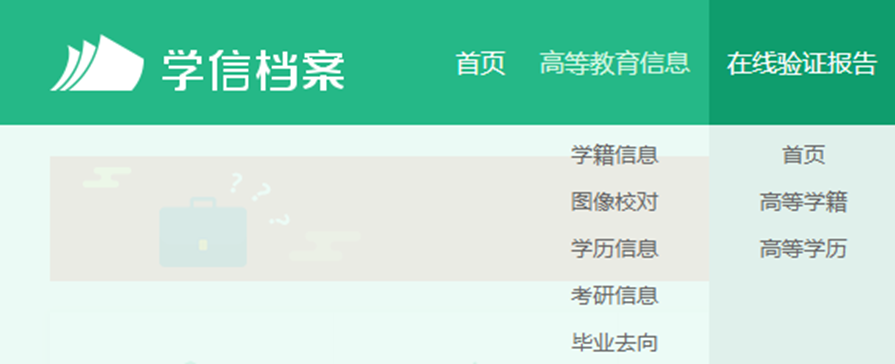 学信档案
首页 高等教育信息 在线验证报告
学籍信息 首页
图像校对 高等学籍
学历信息 高等学历
考研信息
毕业去向
? ? ?